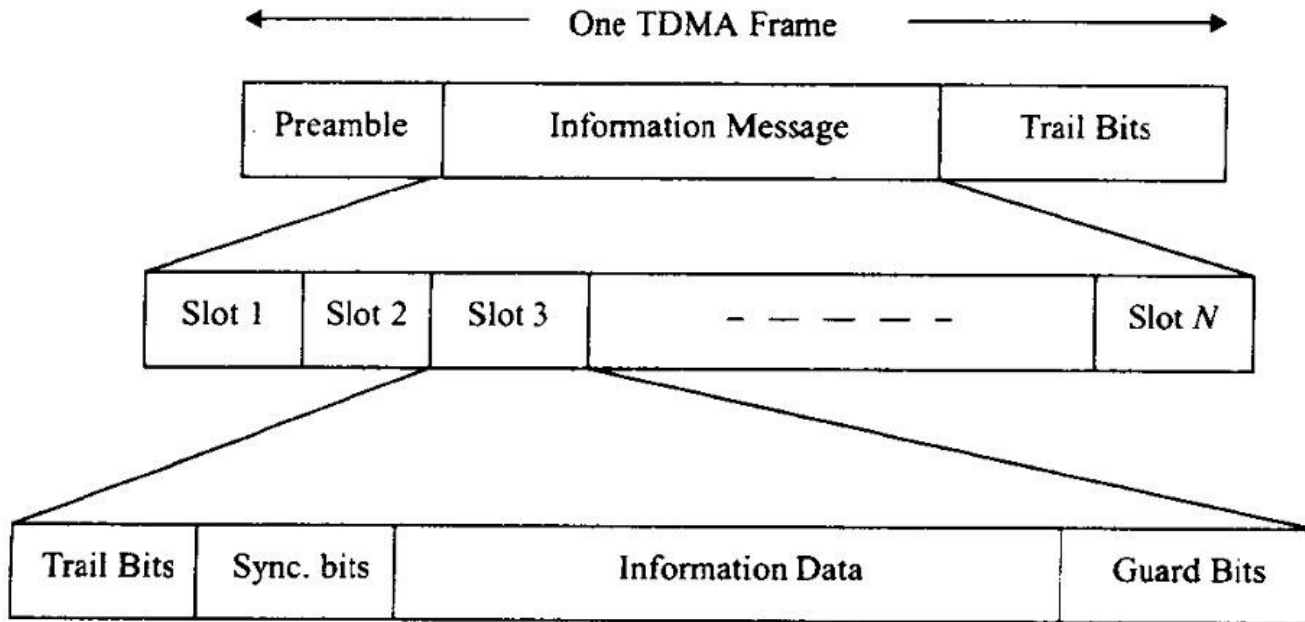 One TDMA Frame
Preamble Information Message Trail Bits
Slot 1 Slot 2 Slot 3 - - - - - Slot N
Trail Bits Sync. bits Information Data Guard Bits